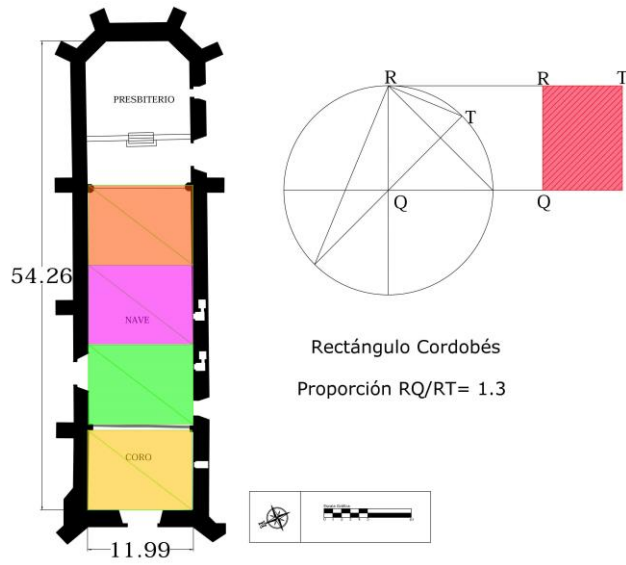 PRESBITERIO
54.26
NAVE
CORO
11.99
R
R
T
T
Q
Q
Rectángulo Cordobés
Proporción RQ/RT= 1.3